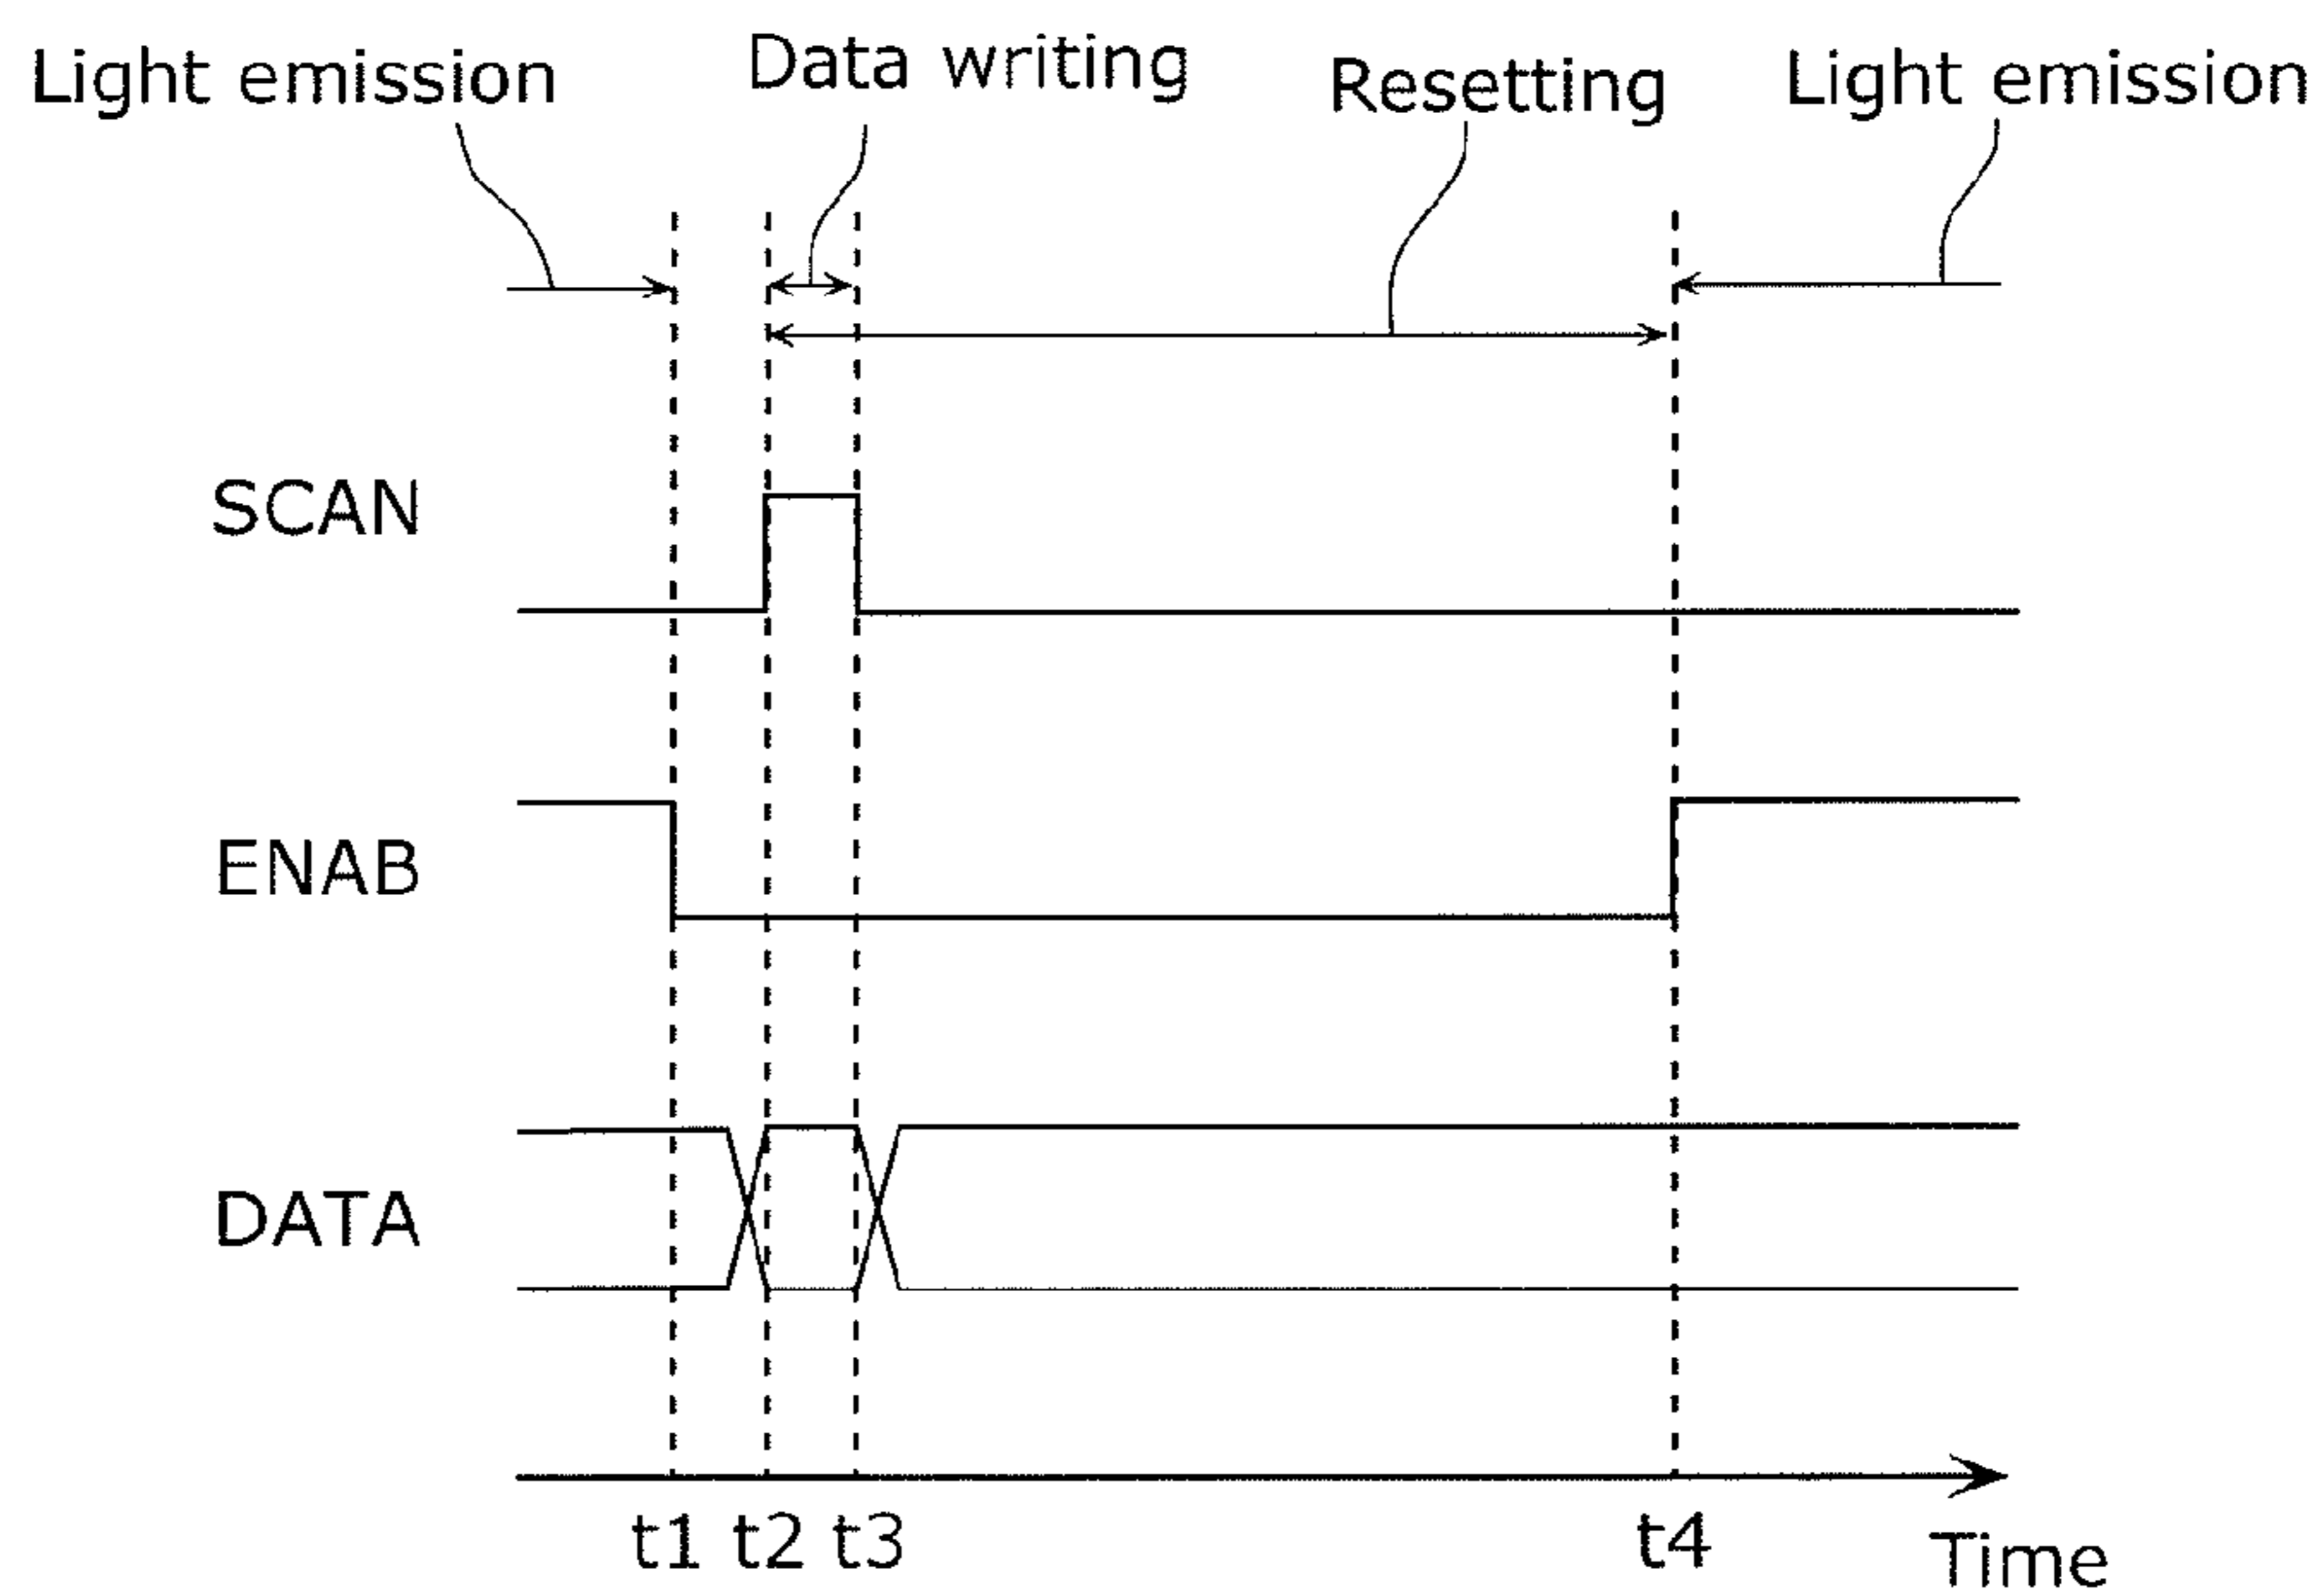 Light emission
Data writing
Resetting
Light emission
SCAN
ENAB
DATA
t1 t2 t3 t4
Time